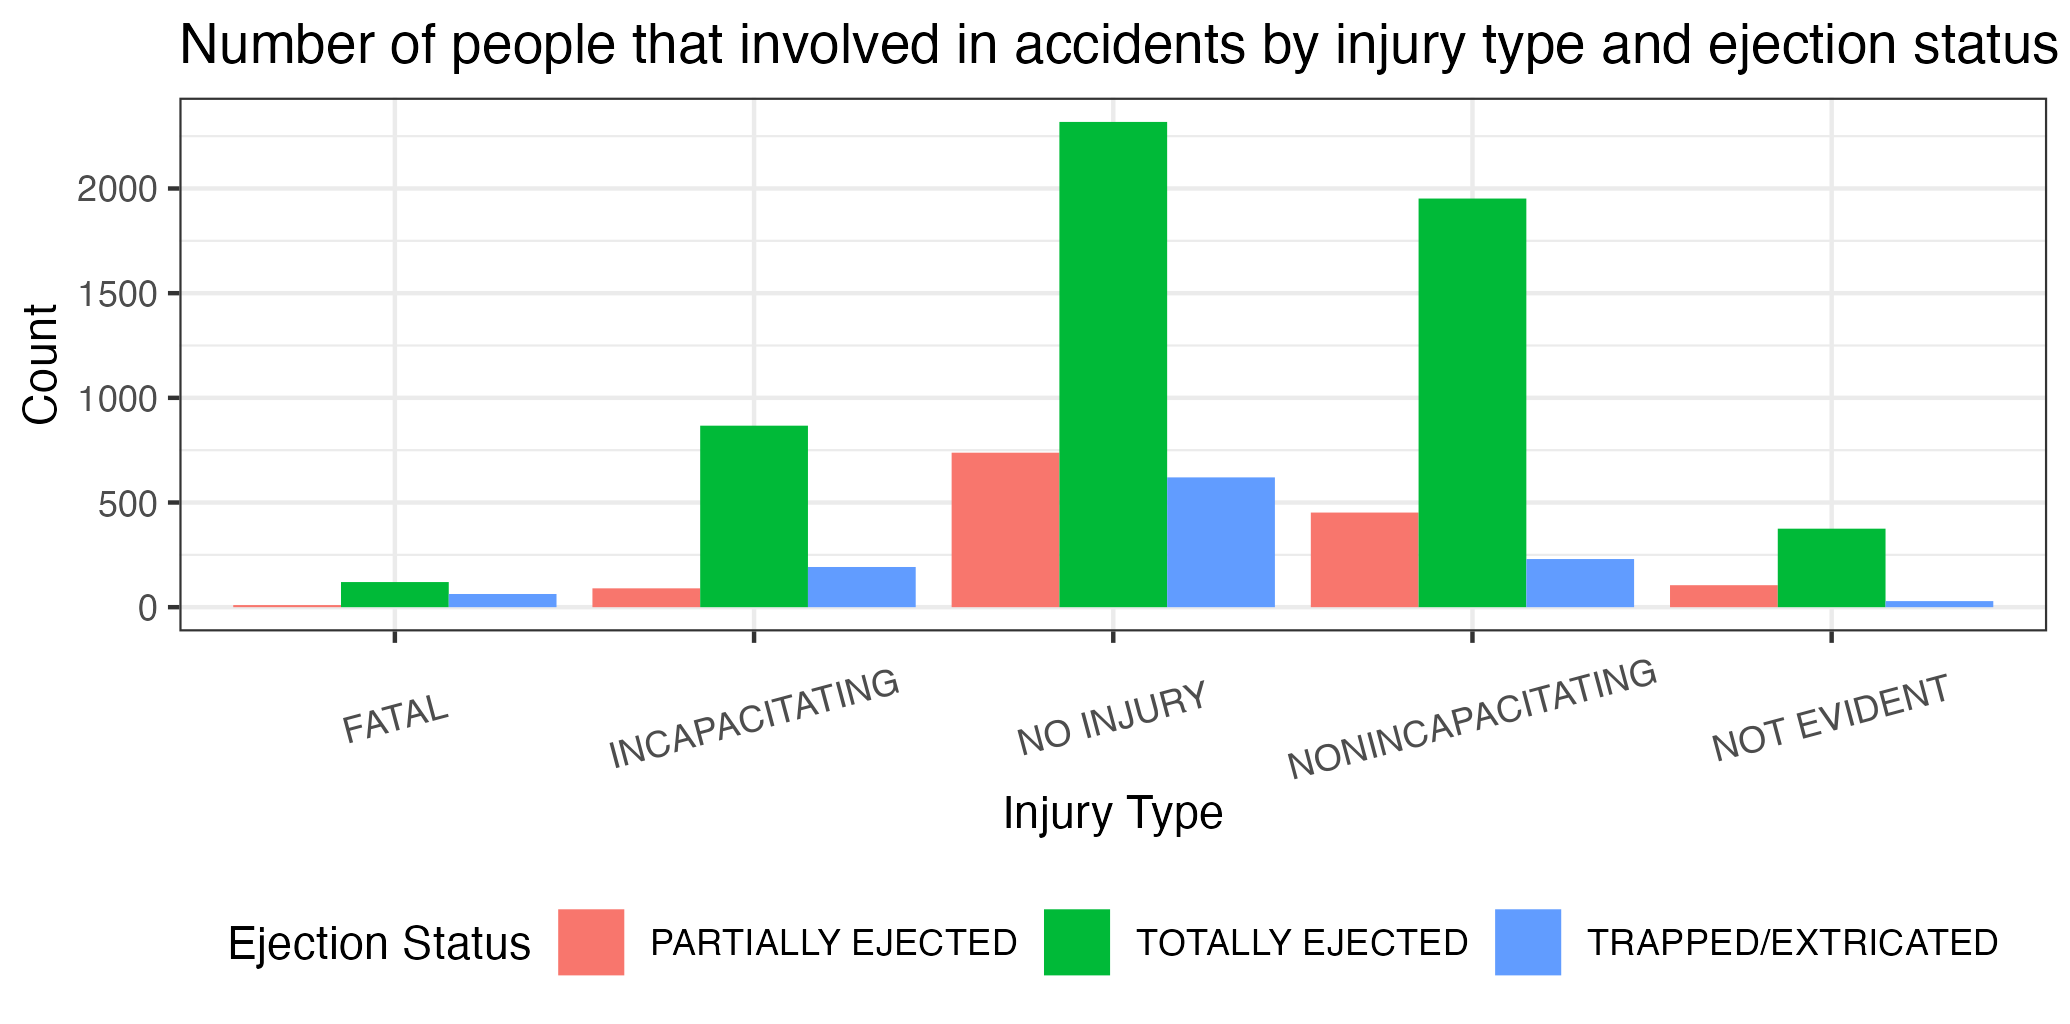 Number of people that involved in accidents by injury type and ejection status
Count
2000
1500
1000
500
0
FATAL
INCAPACITATING
NO INJURY
NONINCAPACITATING
NOT EVIDENT
Injury Type
Ejection Status PARTIALLY EJECTED TOTALLY EJECTED TRAPPED/EXTRICATED